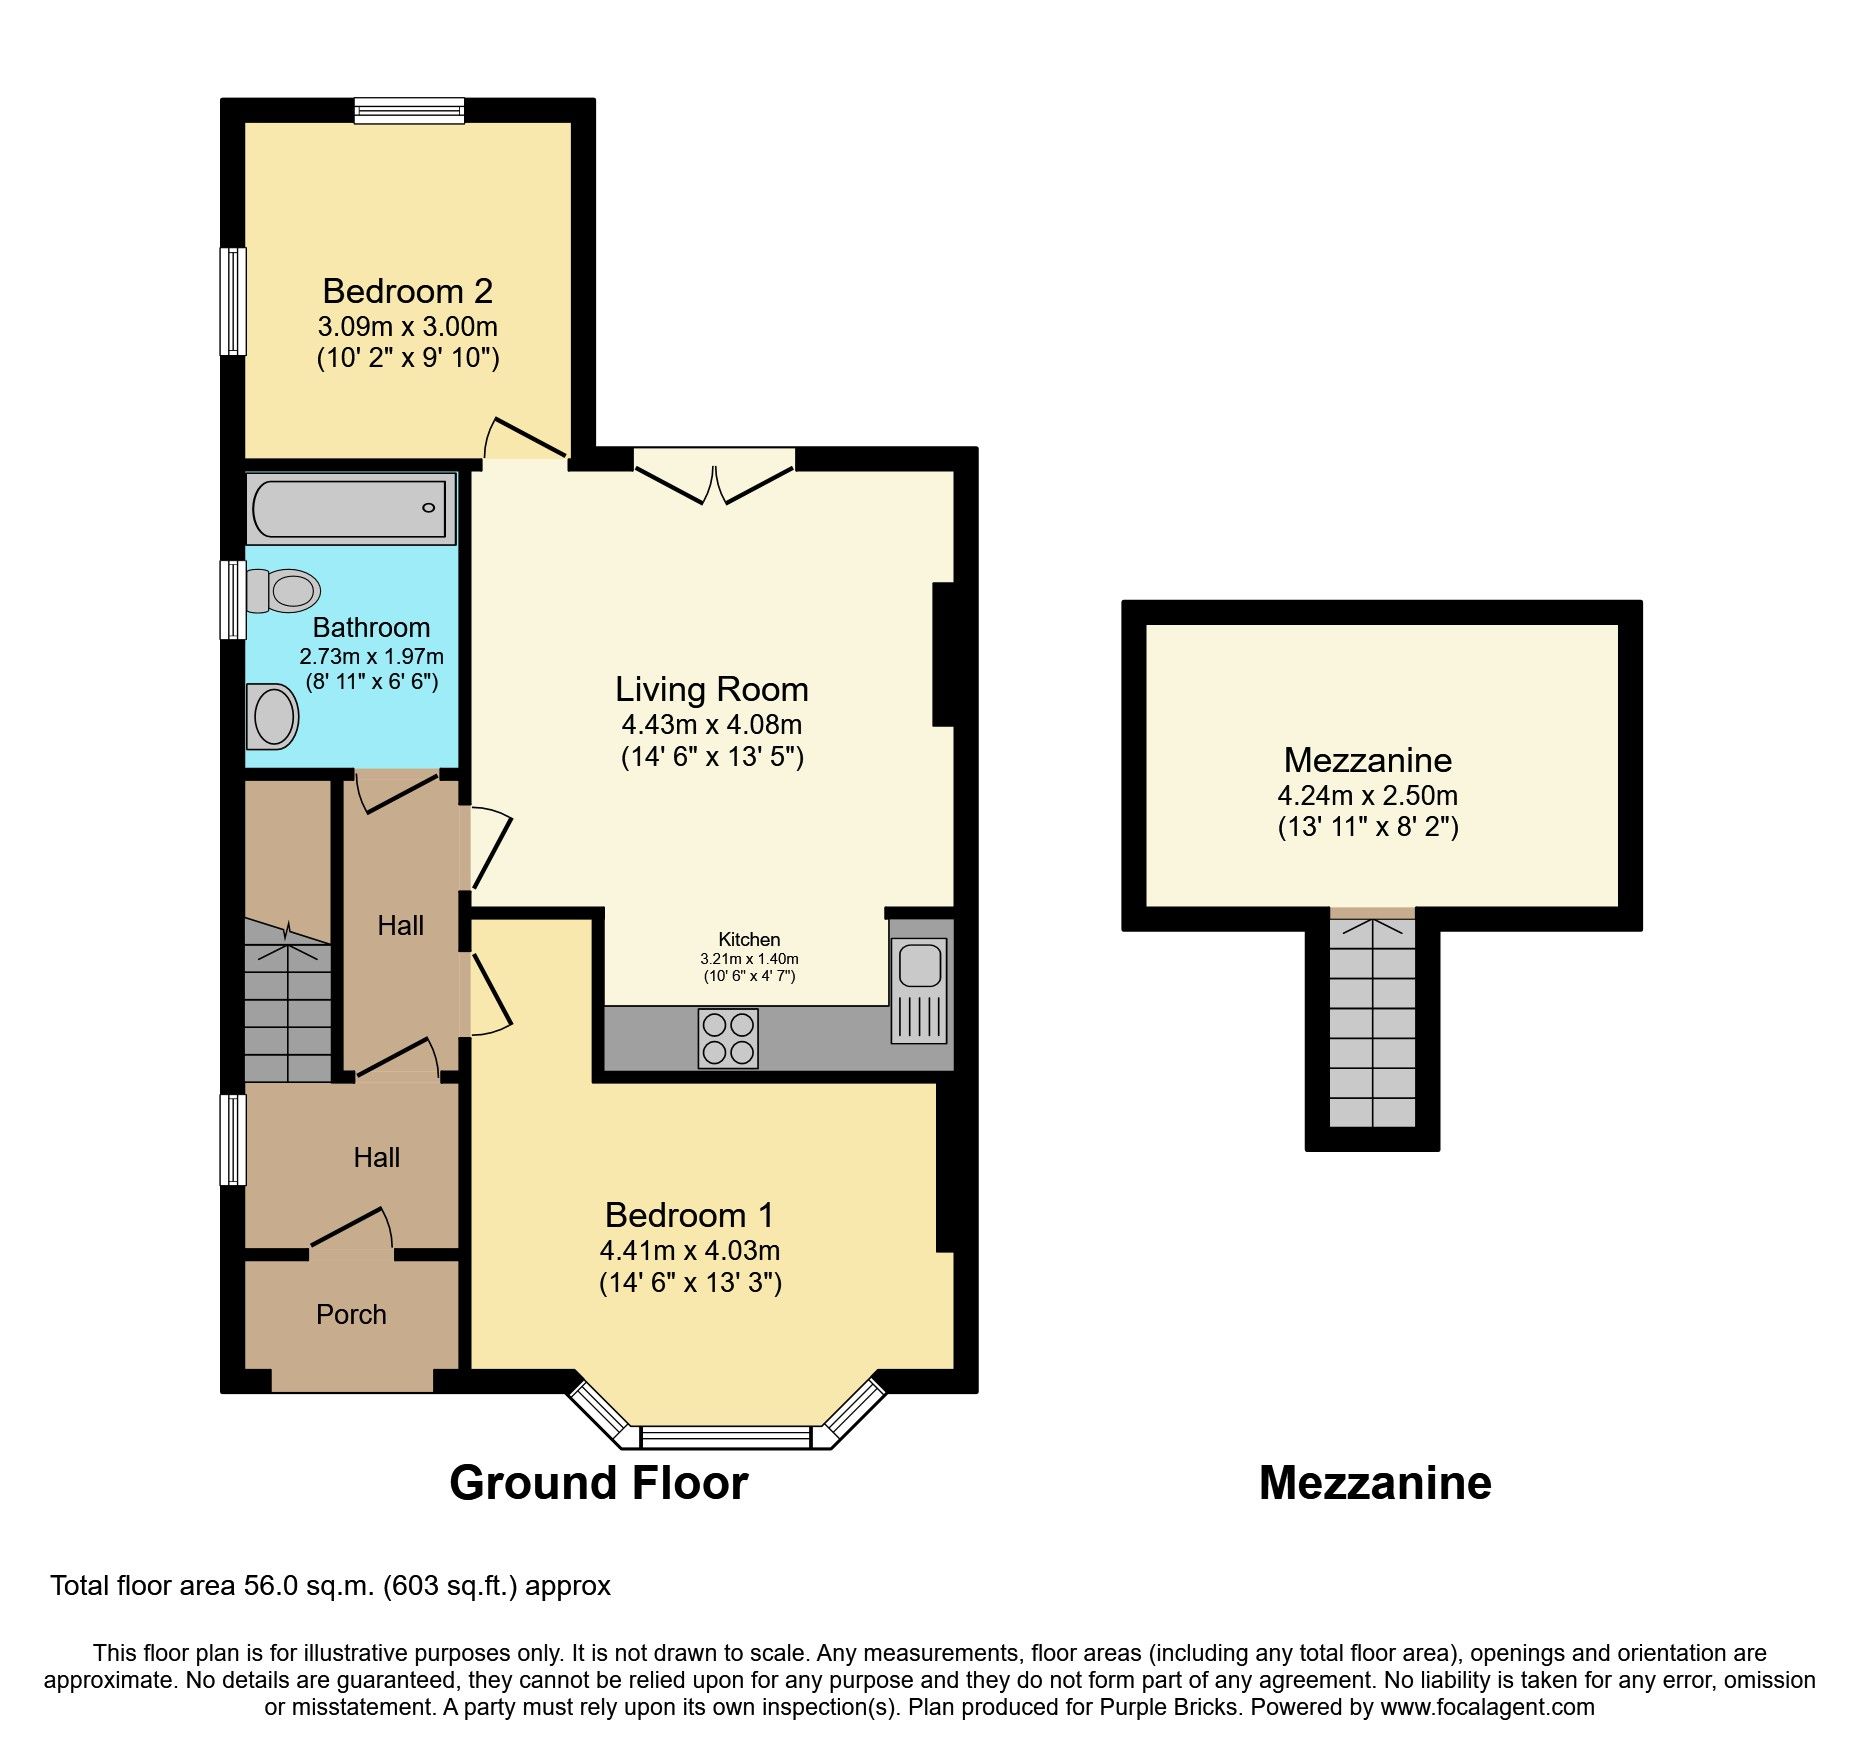 Bedroom 2
3.09m x 3.00m
(10' 2" x 9' 10")
Bathroom
2.73m x 1.97m
(8' 11" x 6' 6")
Living Room
4.43m x 4.08m
(14' 6" x 13' 5")
Mezzanine
4.24m x 2.50m
(13' 11" x 8' 2")
Hall
Kitchen
3.21m x 1.40m
(10' 6" x 4' 7")
Hall
Bedroom 1
4.41m x 4.03m
(14' 6" x 13' 3")
Porch
Ground Floor
Mezzanine
Total floor area 56.0 sq.m. (603 sq.ft.) approx
This floor plan is for illustrative purposes only. It is not drawn to scale. Any measurements, floor areas (including any total floor area), openings and orientation are
approximate. No details are guaranteed, they cannot be relied upon for any purpose and they do not form part of any agreement. No liability is taken for any error, omission
or misstatement. A party must rely upon its own inspection(s). Plan produced for Purple Bricks. Powered by www.focalagent.com